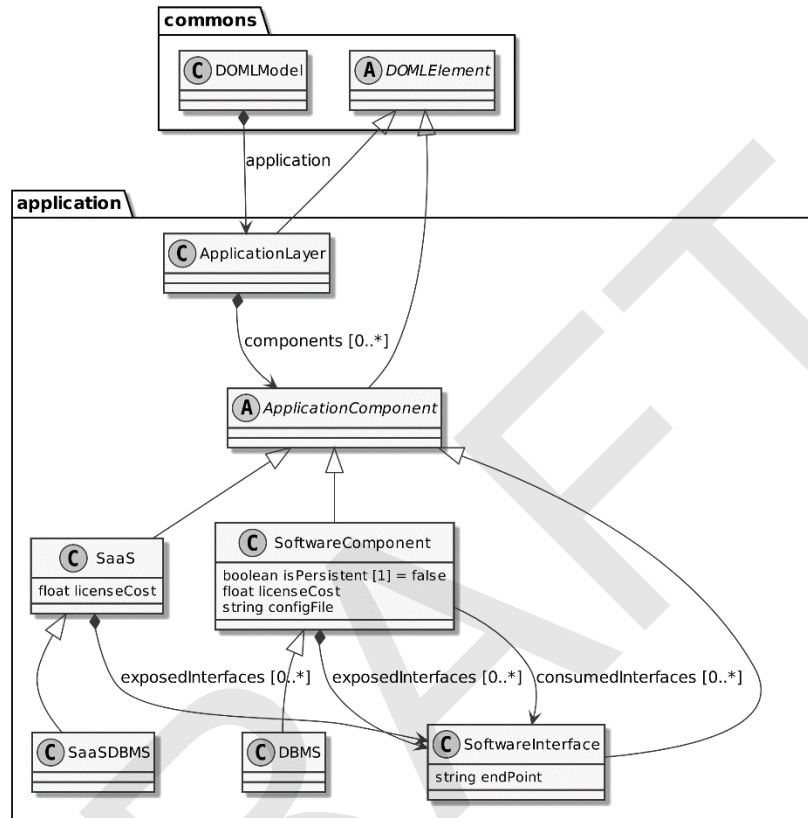 commons
C DOMLModel
A DOMLElement
application
application
C ApplicationLayer
components [0..*]
A ApplicationComponent
C SaaS
float licenseCost
C SoftwareComponent
boolean isPersistent [1] = false
float licenseCost
string configFile
exposedInterfaces [0..*]
exposedInterfaces [0..*]
consumedInterfaces [0..*]
C SaaSDBMS
C DBMS
C SoftwareInterface
string endPoint
DRAFT